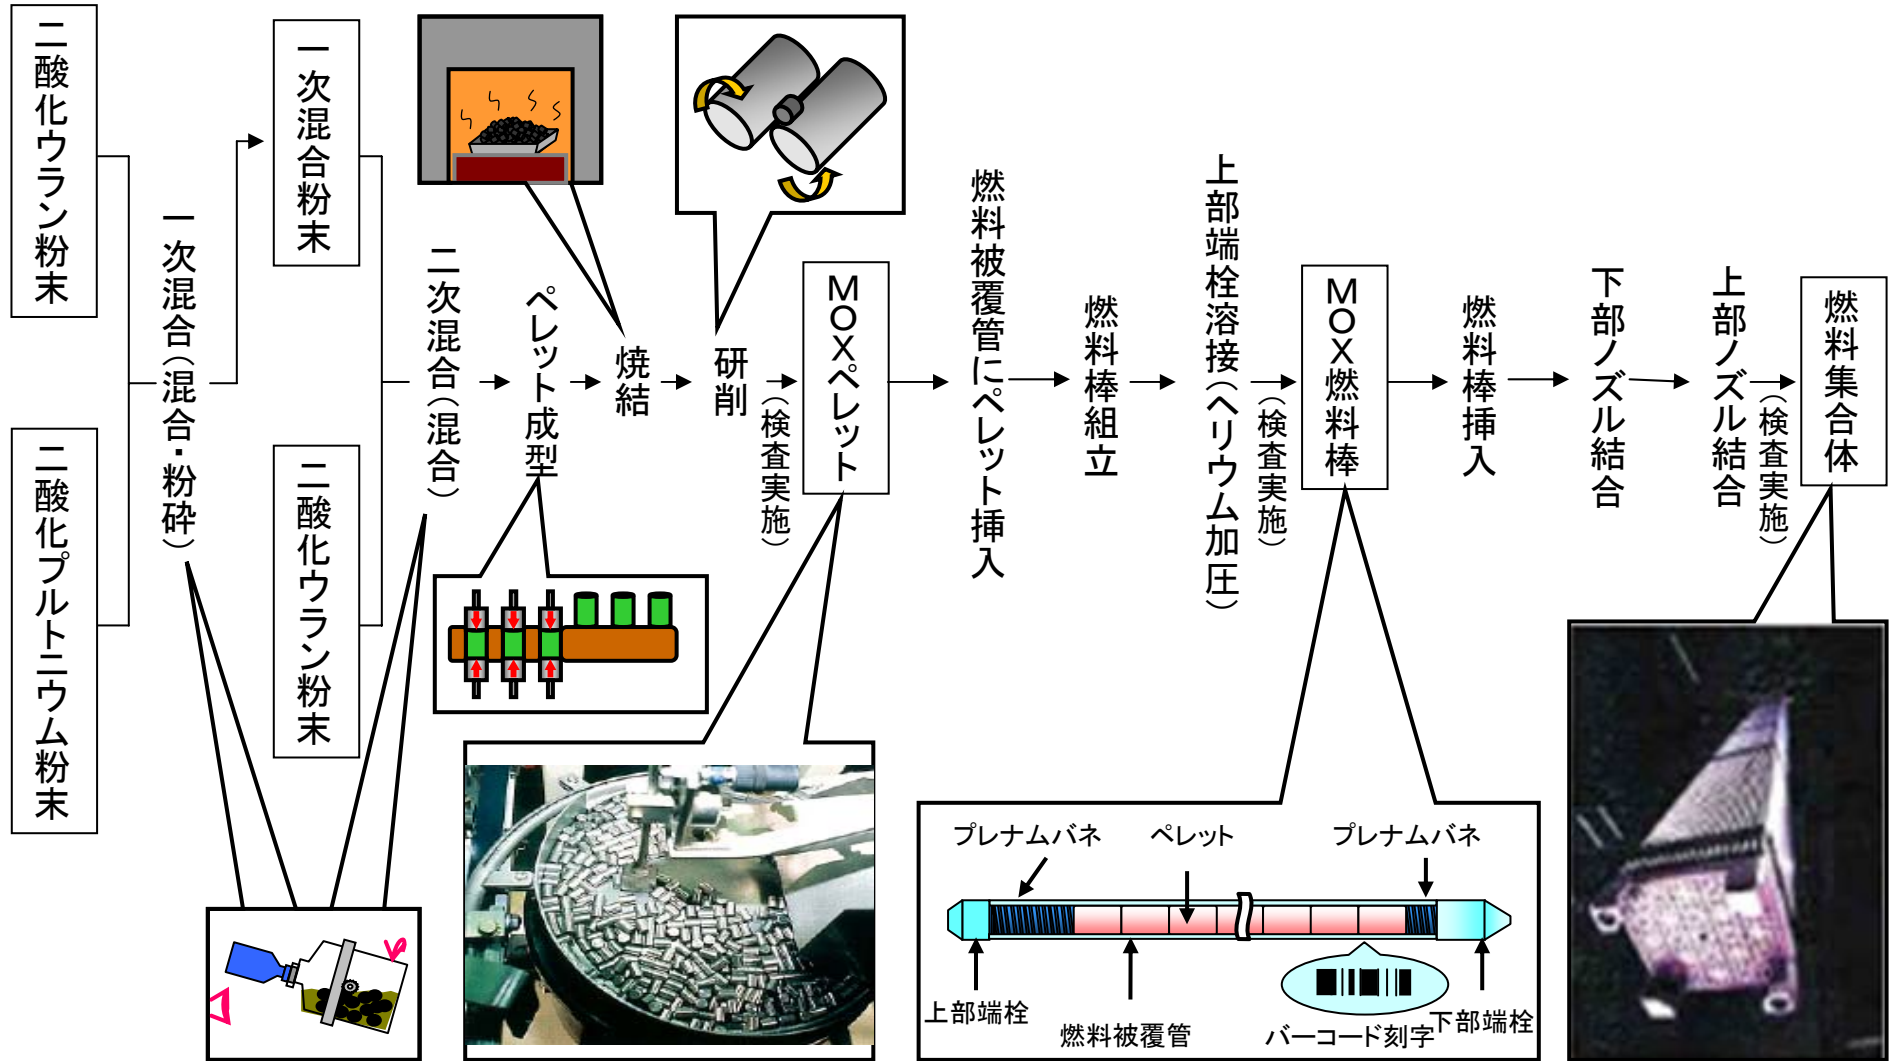 二酸化ウラン粉末
二酸化プルトニウム粉末
一次混合（混合・粉砕）
一次混合粉末
二酸化ウラン粉末
二次混合（混合）
ペレット成型
焼結
研削
（検査実施）
MOXペレット
燃料被覆管にペレット挿入
燃料棒組立
上部端栓溶接（ヘリウム加圧）
（検査実施）
MOX燃料棒
燃料棒挿入
下部ノズル結合
上部ノズル結合
（検査実施）
燃料集合体
プレナムバネ
ペレット
プレナムバネ
上部端栓
燃料被覆管
バーコード刻字
下部端栓